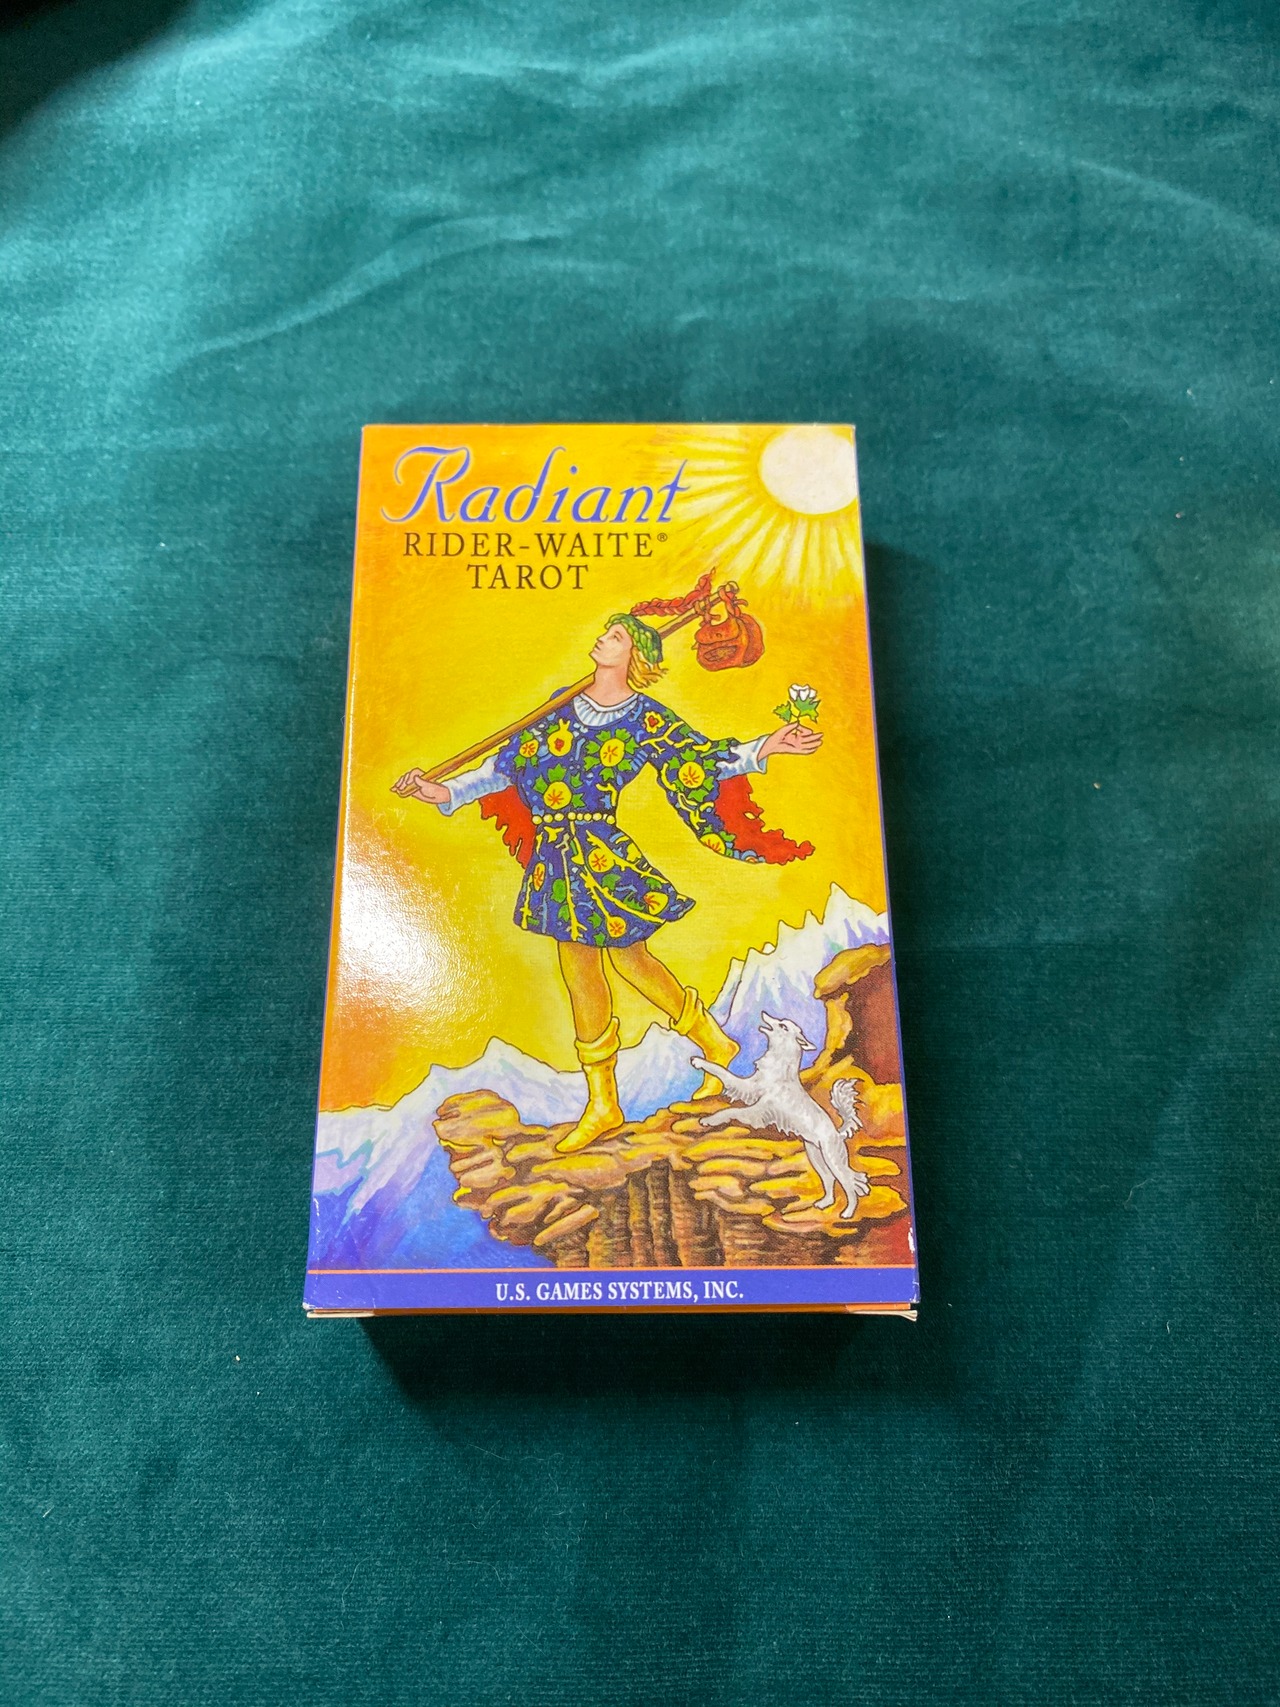 Radiant
RIDER-WAITE®
TAROT
U.S. GAMES SYSTEMS, INC.